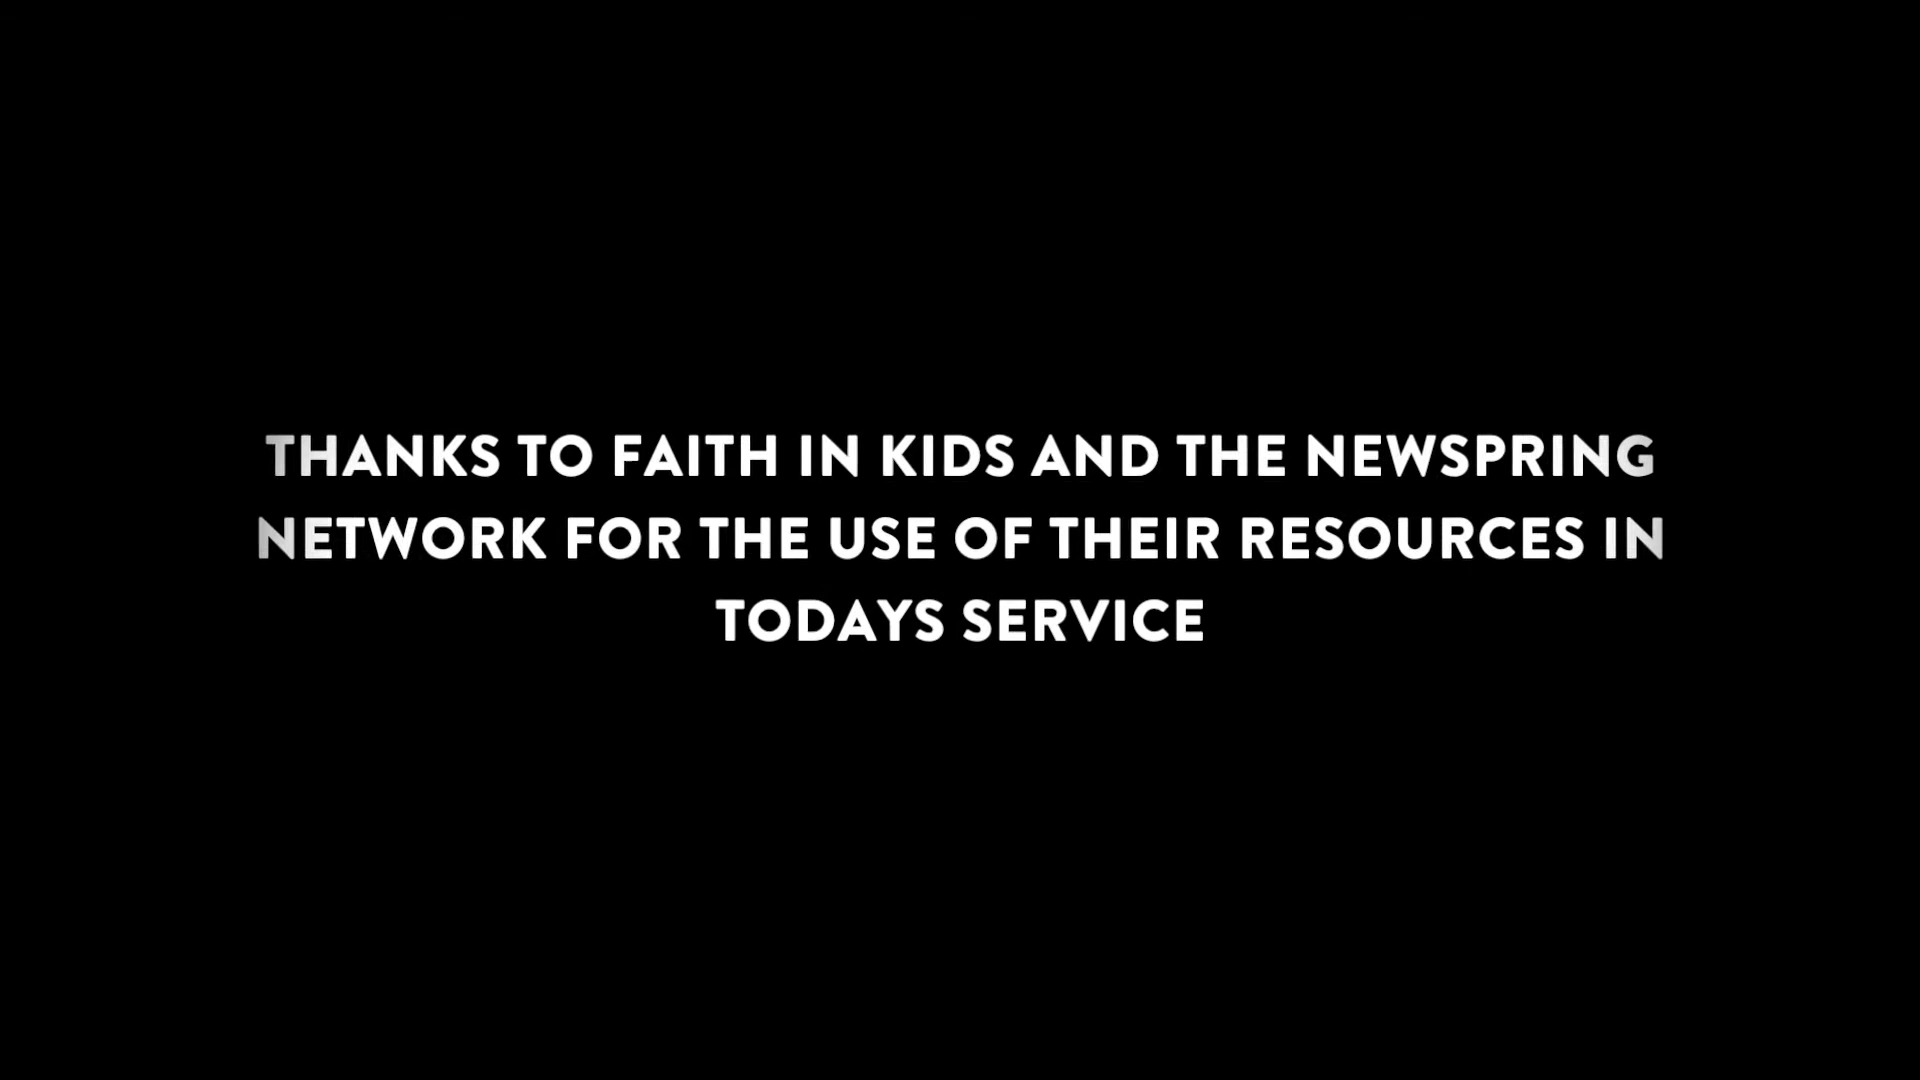 THANKS TO FAITH IN KIDS AND THE NEWSPRING
NETWORK FOR THE USE OF THEIR RESOURCES IN
TODAYS SERVICE